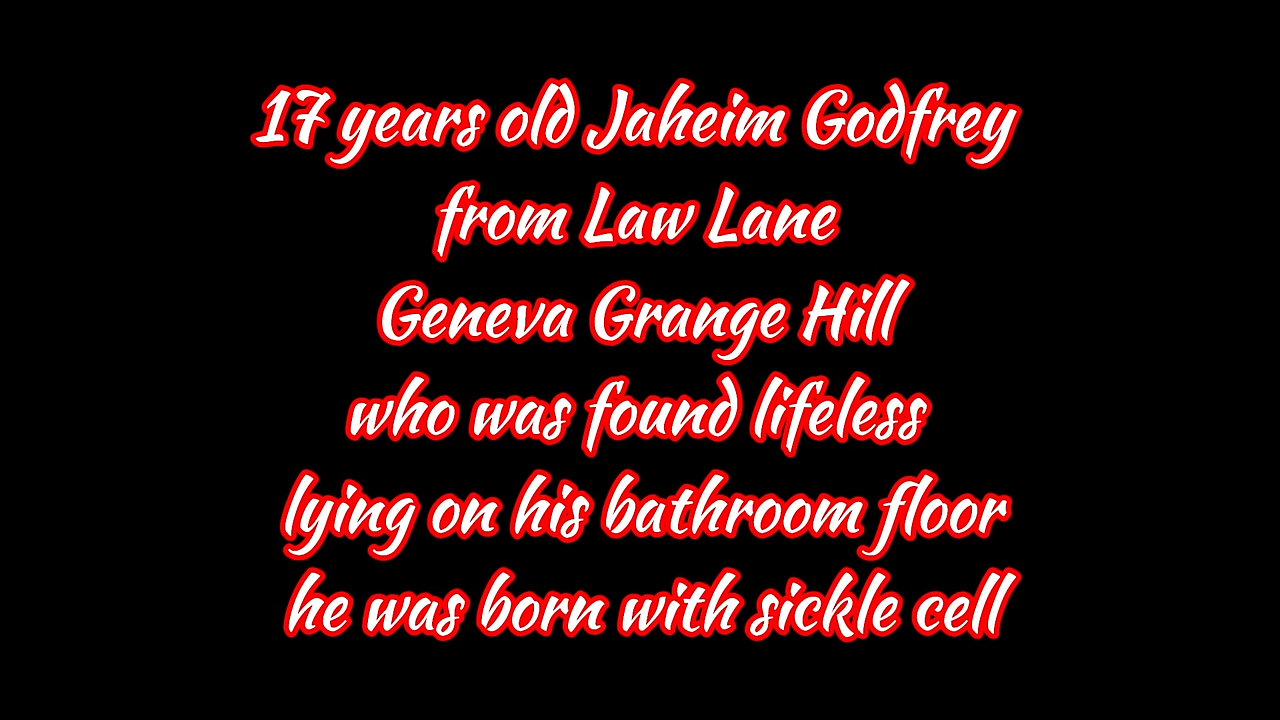 17 years old Jaheim Godfrey
from Law Lane
Geneva Grange Hill
who was found lifeless
lying on his bathroom floor
he was born with sickle cell